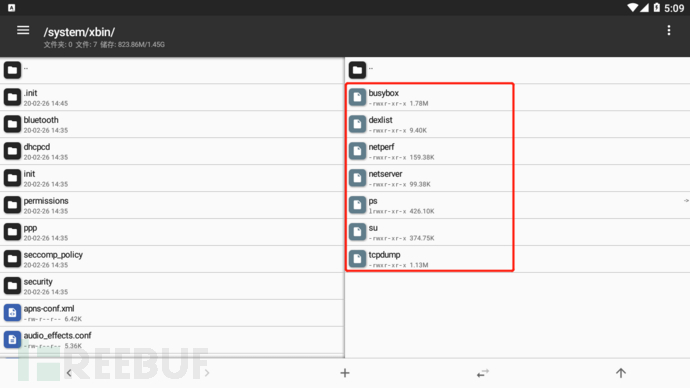 5:09
/system/xbin/
文件夹: 0 文件: 7 储存: 823.86M/1.45G
..
.init
20-02-26 14:45
bluetooth
20-02-26 14:35
dhcpcd
20-02-26 14:35
init
20-02-26 14:35
permissions
20-02-26 14:35
ppp
20-02-26 14:35
seccomp_policy
20-02-26 14:35
security
20-02-26 14:35
apns-conf.xml
-rw-r--r-- 6.42K
audio_effects.conf
-rw-r--r-- 5.36K
..
busybox
-rwxr-xr-x 1.78M
dexlist
-rwxr-xr-x 9.40K
netperf
-rwxr-xr-x 159.38K
netserver
-rwxr-xr-x 99.38K
ps
lrwxr-xr-x 426.10K
su
-rwxr-xr-x 374.75K
tcpdump
-rwxr-xr-x 1.13M
FREEBUF